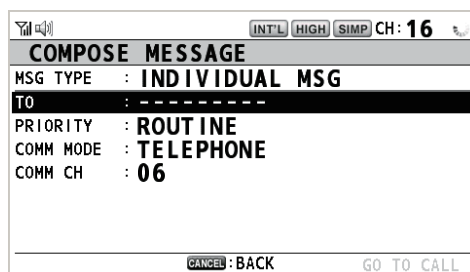 INT'L HIGH SIMP CH: 16
COMPOSE MESSAGE
MSG TYPE : INDIVIDUAL MSG
TO : ---------
PRIORITY : ROUTINE
COMM MODE : TELEPHONE
COMM CH : 06
CANCEL : BACK GO TO CALL